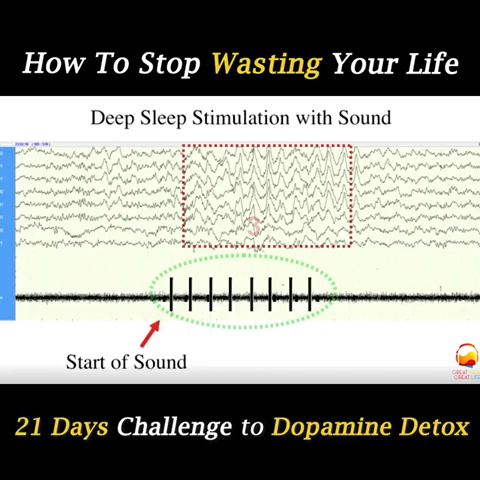 How To Stop Wasting Your Life
Deep Sleep Stimulation with Sound
3
Start of Sound
21 Days Challenge to Dopamine Detox